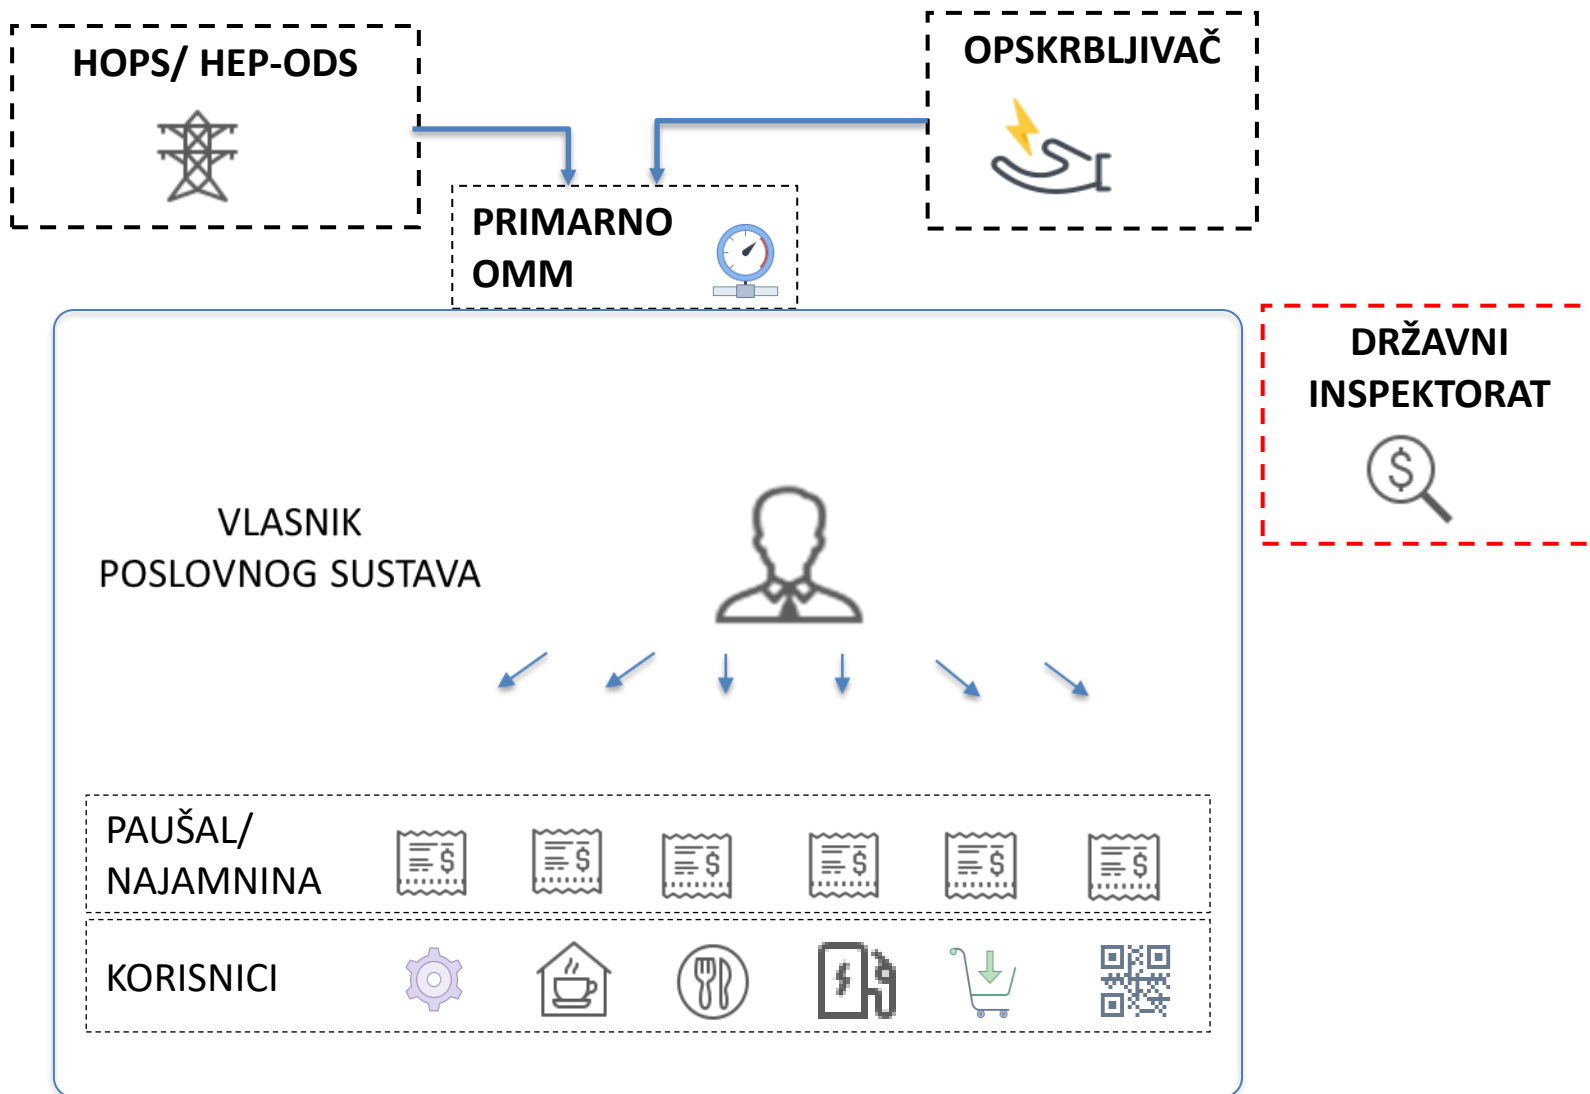 HOPS/ HEP-ODS
OPSKRBLJIVAČ
PRIMARNO
OMM
DRŽAVNI
INSPEKTORAT
$
VLASNIK
POSLOVNOG SUSTAVA
PAUŠAL/
NAJAMNINA
$ $ $ $ $ $
KORISNICI